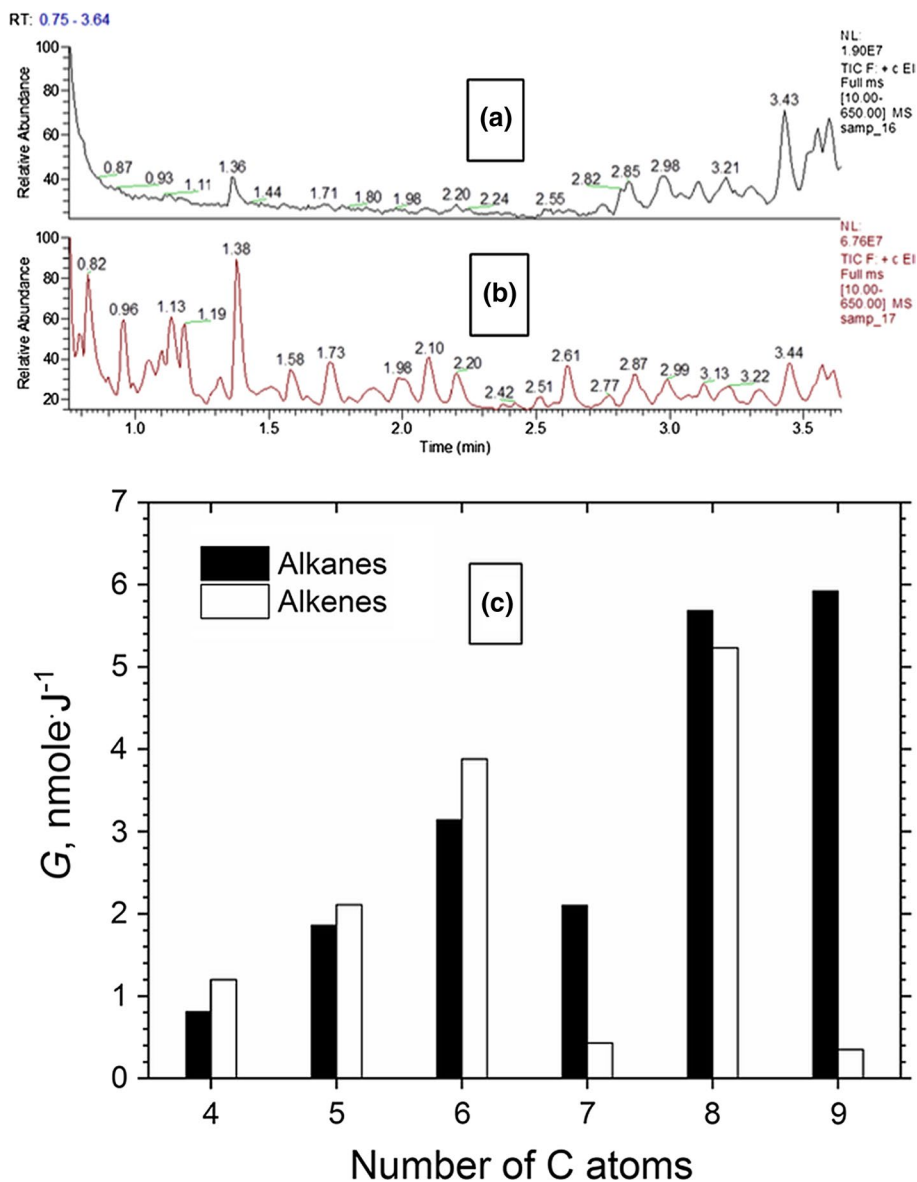 RT: 0.75 - 3.64
NL:
1.90E7
TIC F: + c EI
Full ms
[10.00-
650.00] MS
samp_16
Relative Abundance
100
80
60
40
(a)
0.87
0.93
1.11
1.36
1.44
1.71
1.80
1.98
2.20
2.24
2.55
2.82
2.85
2.98
3.21
3.43
NL:
6.76E7
TIC F: + c EI
Full ms
[10.00-
650.00] MS
samp_17
Relative Abundance
100
80
60
40
20
(b)
0.82
0.96
1.13
1.19
1.38
1.58
1.73
1.98
2.10
2.20
2.42
2.51
2.61
2.77
2.87
2.99
3.13
3.22
3.44
1.0 1.5 2.0 2.5 3.0 3.5
Time (min)
(c)
Alkanes
Alkenes
G, nmole·J⁻¹
7
6
5
4
3
2
1
0
4 5 6 7 8 9
Number of C atoms